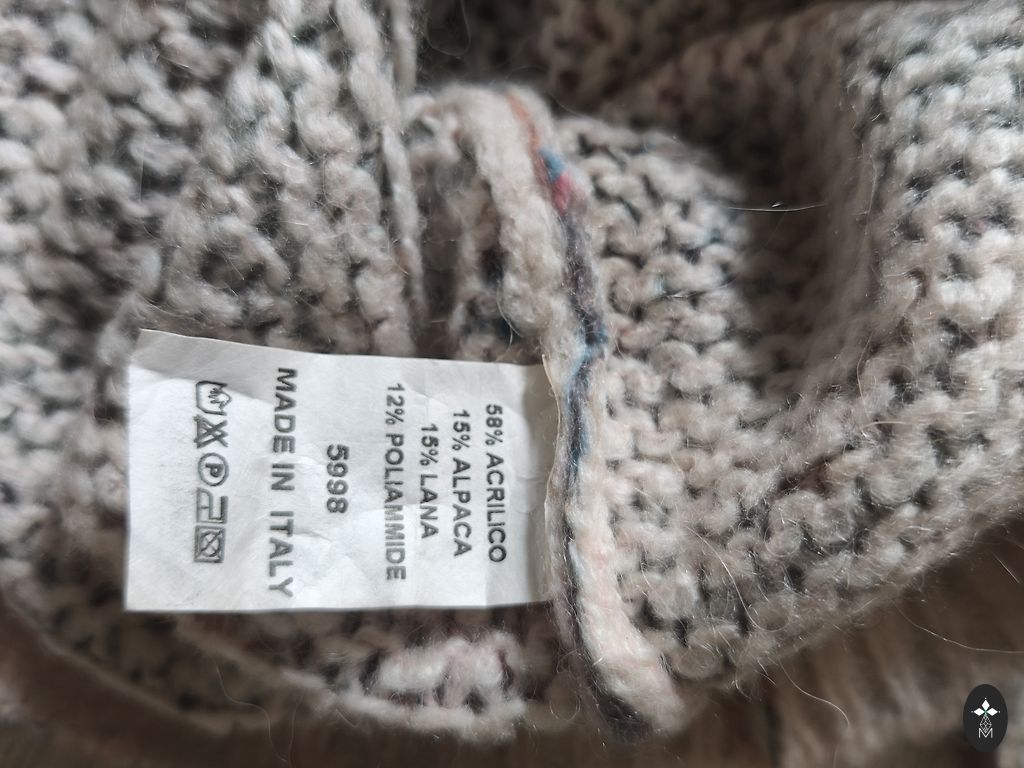 58% ACRILICO
15% ALPACA
15% LANA
12% POLIAMMIDE
5998
MADE IN ITALY
P
M